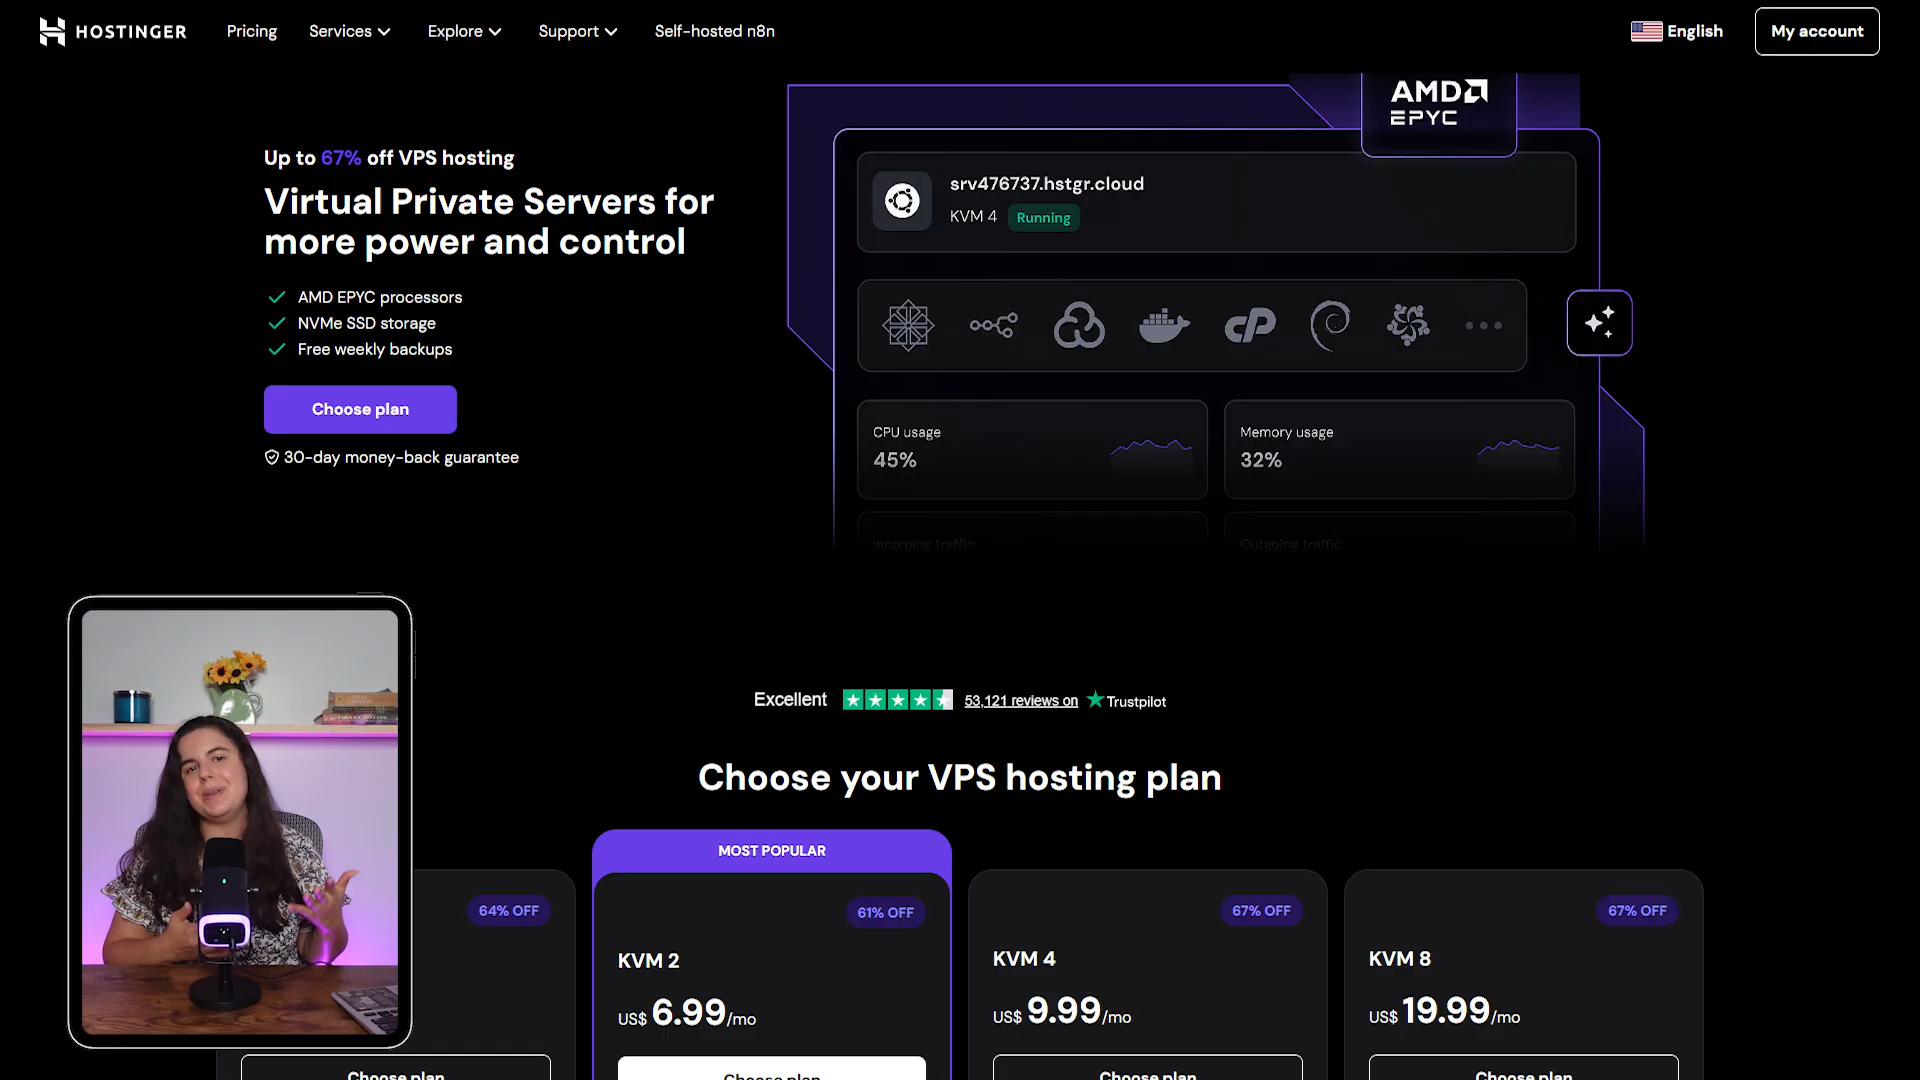 HOSTINGER
Pricing
Services
Explore
Support
Self-hosted n8n
English
My account
Up to 67% off VPS hosting
Virtual Private Servers for
more power and control
AMD EPYC processors
NVMe SSD storage
Free weekly backups
Choose plan
30-day money-back guarantee
AMD
EPYC
srv476737.hstgr.cloud
KVM 4
Running
cP
CPU usage
45%
Memory usage
32%
Incoming traffic
Outgoing traffic
Excellent
53,121 reviews on
Trustpilot
Choose your VPS hosting plan
64% OFF
Choose plan
MOST POPULAR
61% OFF
KVM 2
US$ 6.99/mo
Choose plan
67% OFF
KVM 4
US$ 9.99/mo
Choose plan
67% OFF
KVM 8
US$ 19.99/mo
Choose plan